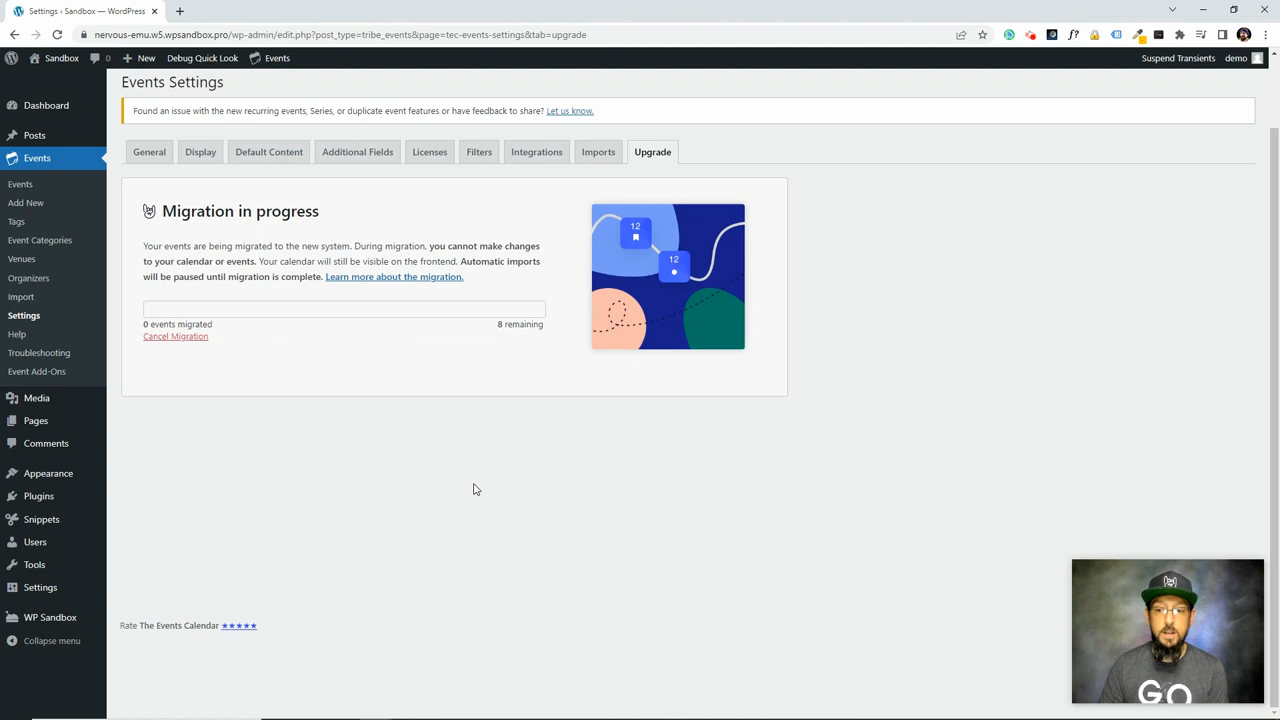 Settings ‹ Sandbox — WordPress
nervous-emu.w5.wpsandbox.pro/wp-admin/edit.php?post_type=tribe_events&page=tec-events-settings&tab=upgrade
Sandbox
0
New
Debug Quick Look
Events
Suspend Transients
demo
Dashboard
Posts
Events
Events
Add New
Tags
Event Categories
Venues
Organizers
Import
Settings
Help
Troubleshooting
Event Add-Ons
Media
Pages
Comments
Appearance
Plugins
Snippets
Users
Tools
Settings
WP Sandbox
Collapse menu
Events Settings
Found an issue with the new recurring events, Series, or duplicate event features or have feedback to share? Let us know.
General
Display
Default Content
Additional Fields
Licenses
Filters
Integrations
Imports
Upgrade
Migration in progress
Your events are being migrated to the new system. During migration, you cannot make changes
to your calendar or events. Your calendar will still be visible on the frontend. Automatic imports
will be paused until migration is complete. Learn more about the migration.
0 events migrated
8 remaining
Cancel Migration
12
12
Rate The Events Calendar ★★★★★
GO